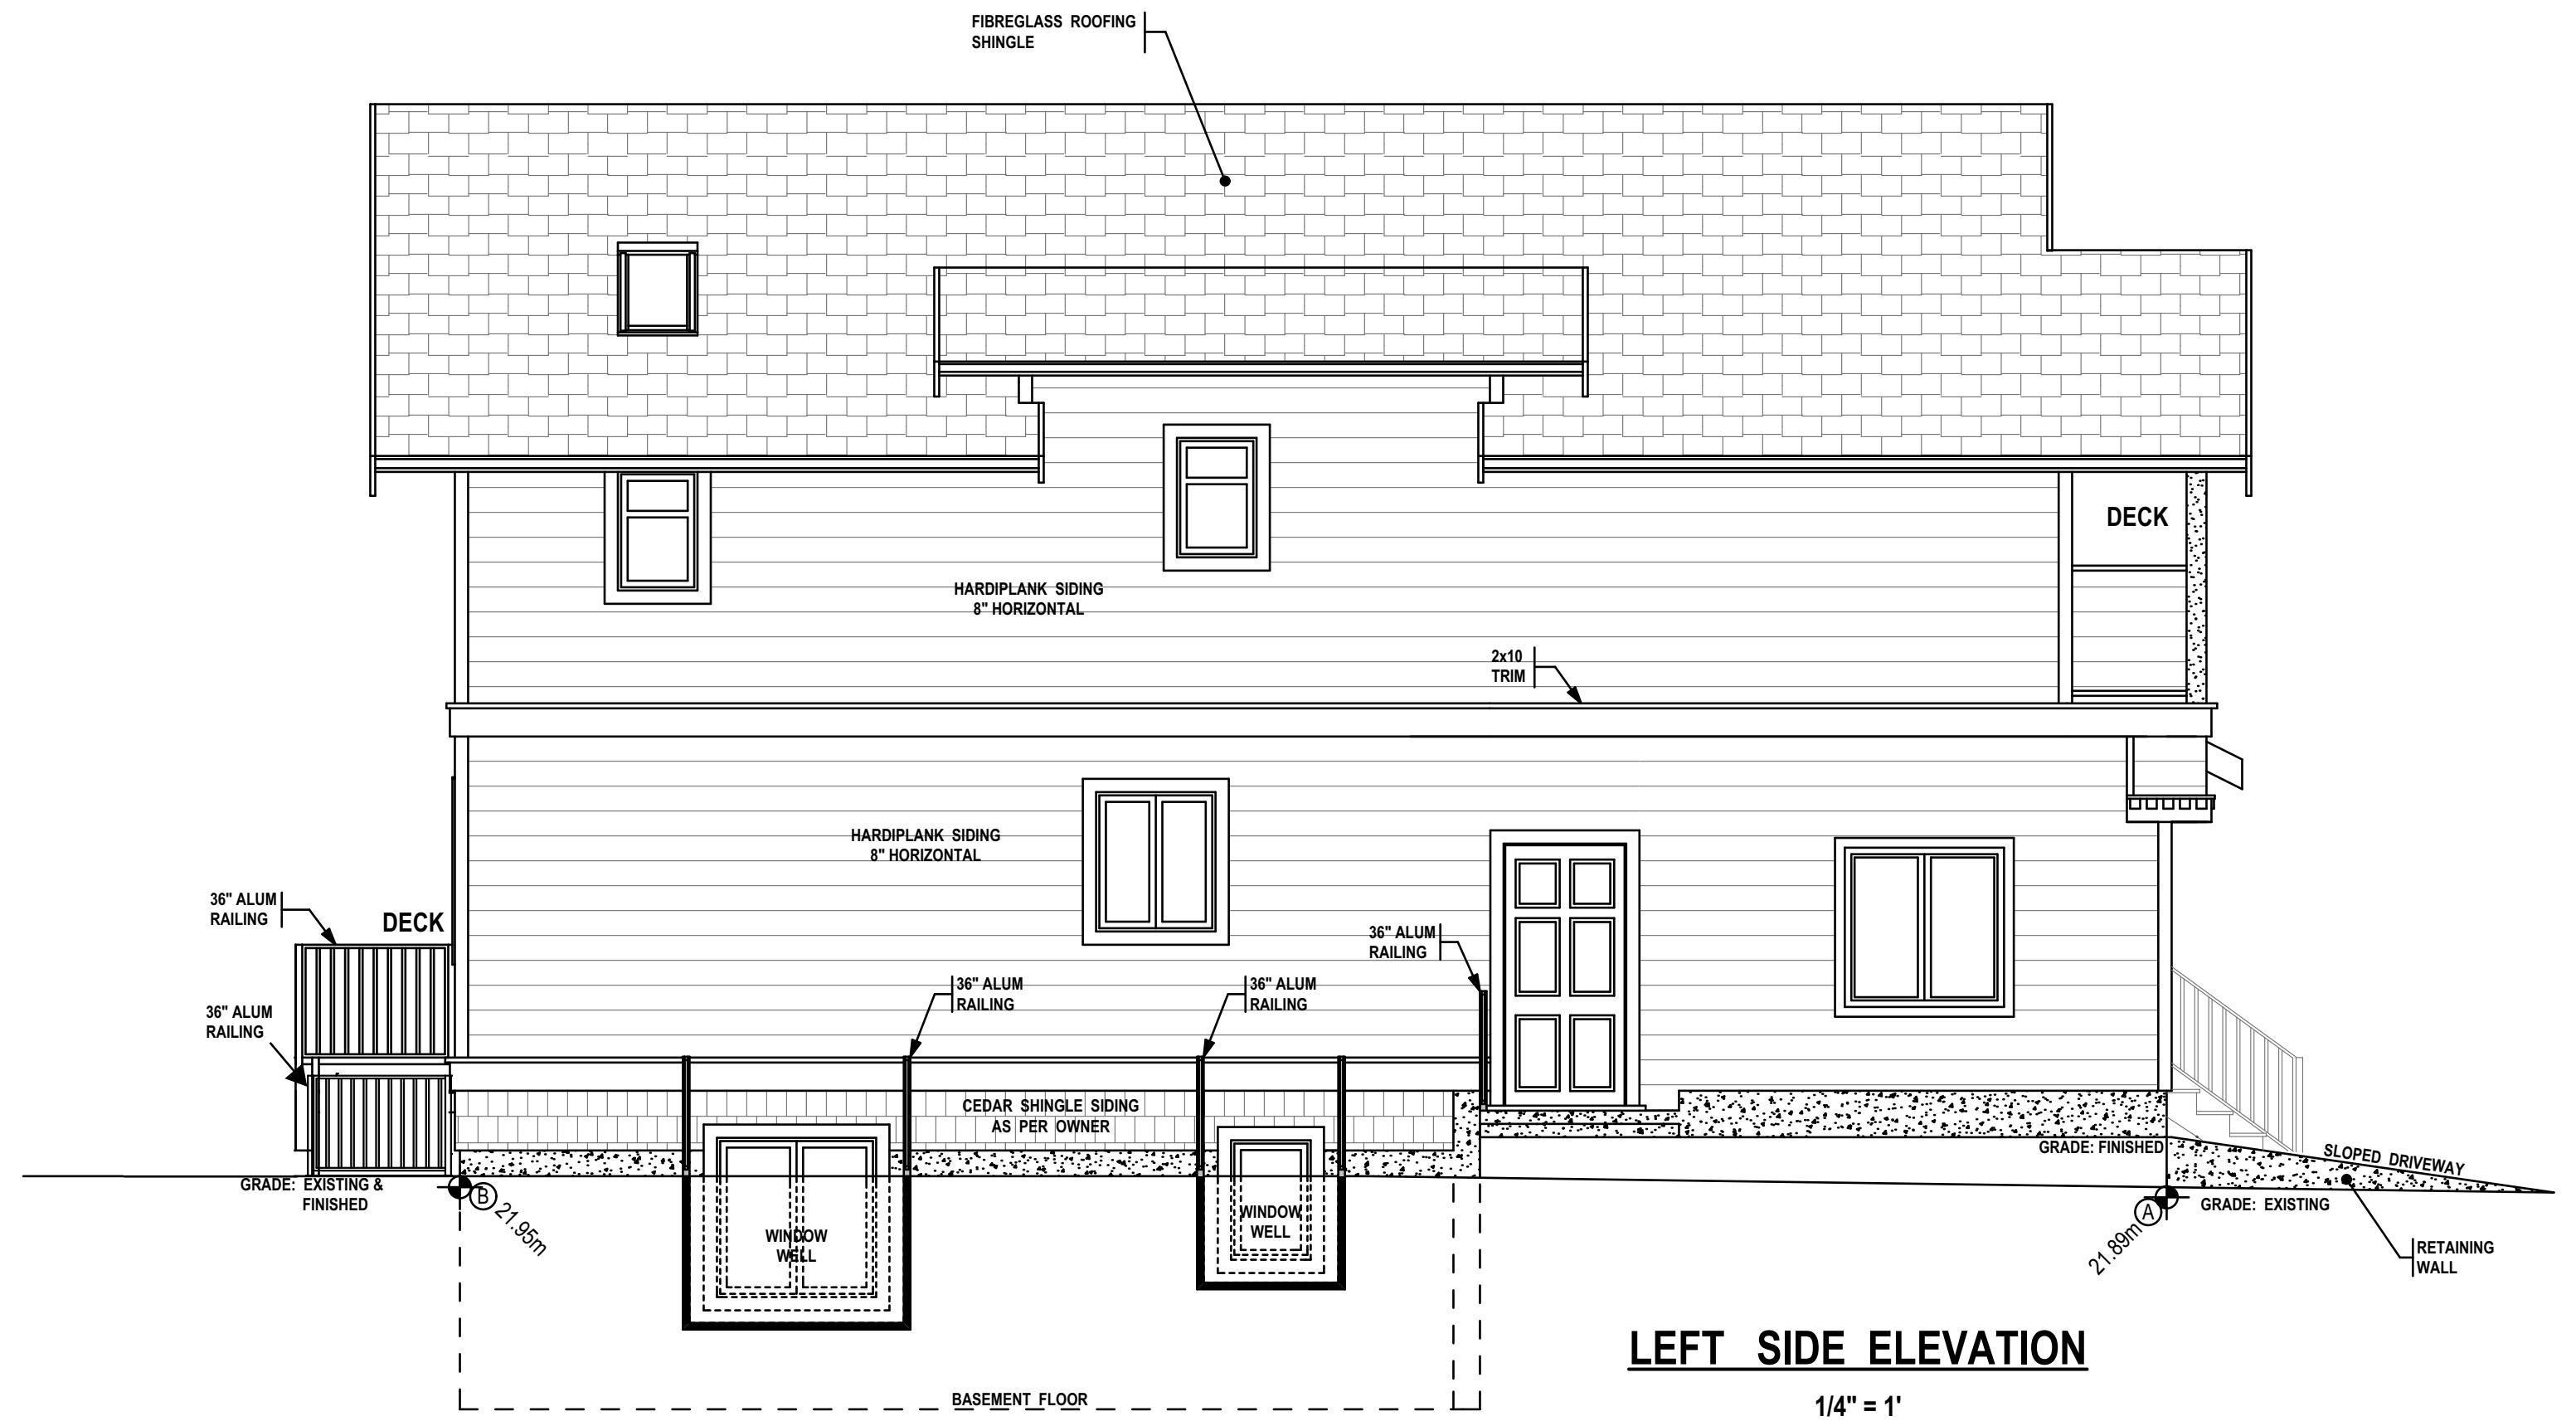 FIBREGLASS ROOFING
SHINGLE
DECK
HARDIPLANK SIDING
8" HORIZONTAL
2x10
TRIM
HARDIPLANK SIDING
8" HORIZONTAL
36" ALUM
RAILING
DECK
36" ALUM
RAILING
36" ALUM
RAILING
36" ALUM
RAILING
36" ALUM
RAILING
CEDAR SHINGLE SIDING
AS PER OWNER
GRADE: FINISHED
SLOPED DRIVEWAY
GRADE: EXISTING &
FINISHED
B
21.95m
WINDOW
WELL
WINDOW
WELL
A
21.89m
GRADE: EXISTING
RETAINING
WALL
LEFT SIDE ELEVATION
BASEMENT FLOOR
1/4" = 1'